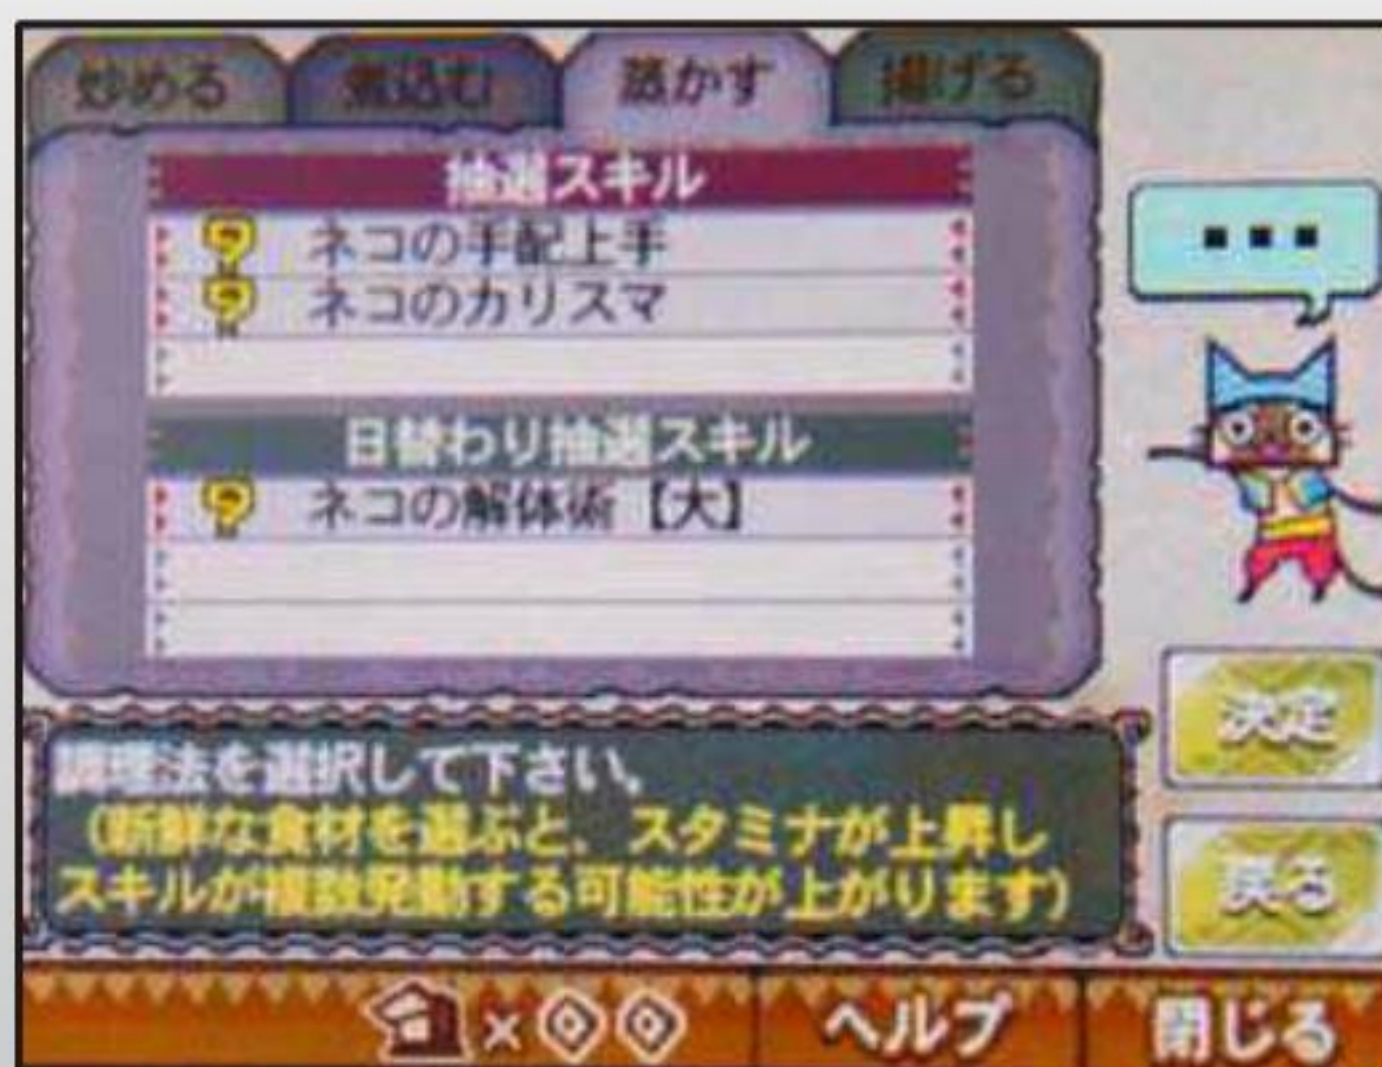 炒める
煮込む
蒸かす
揚げる
抽選スキル
ネコの手配上手
ネコのカリスマ
日替わり抽選スキル
ネコの解体術【大】
調理法を選択して下さい。
(新鮮な食材を選ぶと、スタミナが上昇し
スキルが複数発動する可能性が上がります)
決定
戻る
×
ヘルプ
閉じる